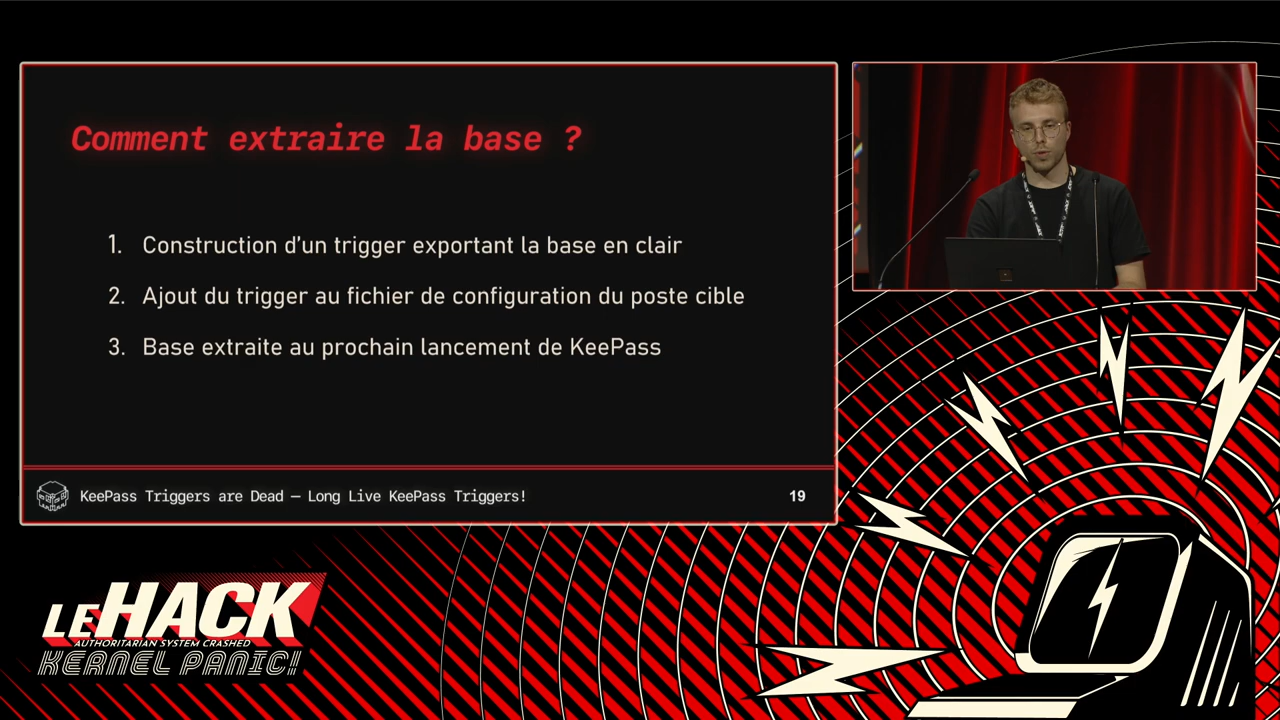 Comment extraire la base ?
1. Construction d'un trigger exportant la base en clair
2. Ajout du trigger au fichier de configuration du poste cible
3. Base extraite au prochain lancement de KeePass
KeePass Triggers are Dead – Long Live KeePass Triggers!
19
LEHACK
AUTHORITARIAN SYSTEM CRASHED
KERNEL PANIC!